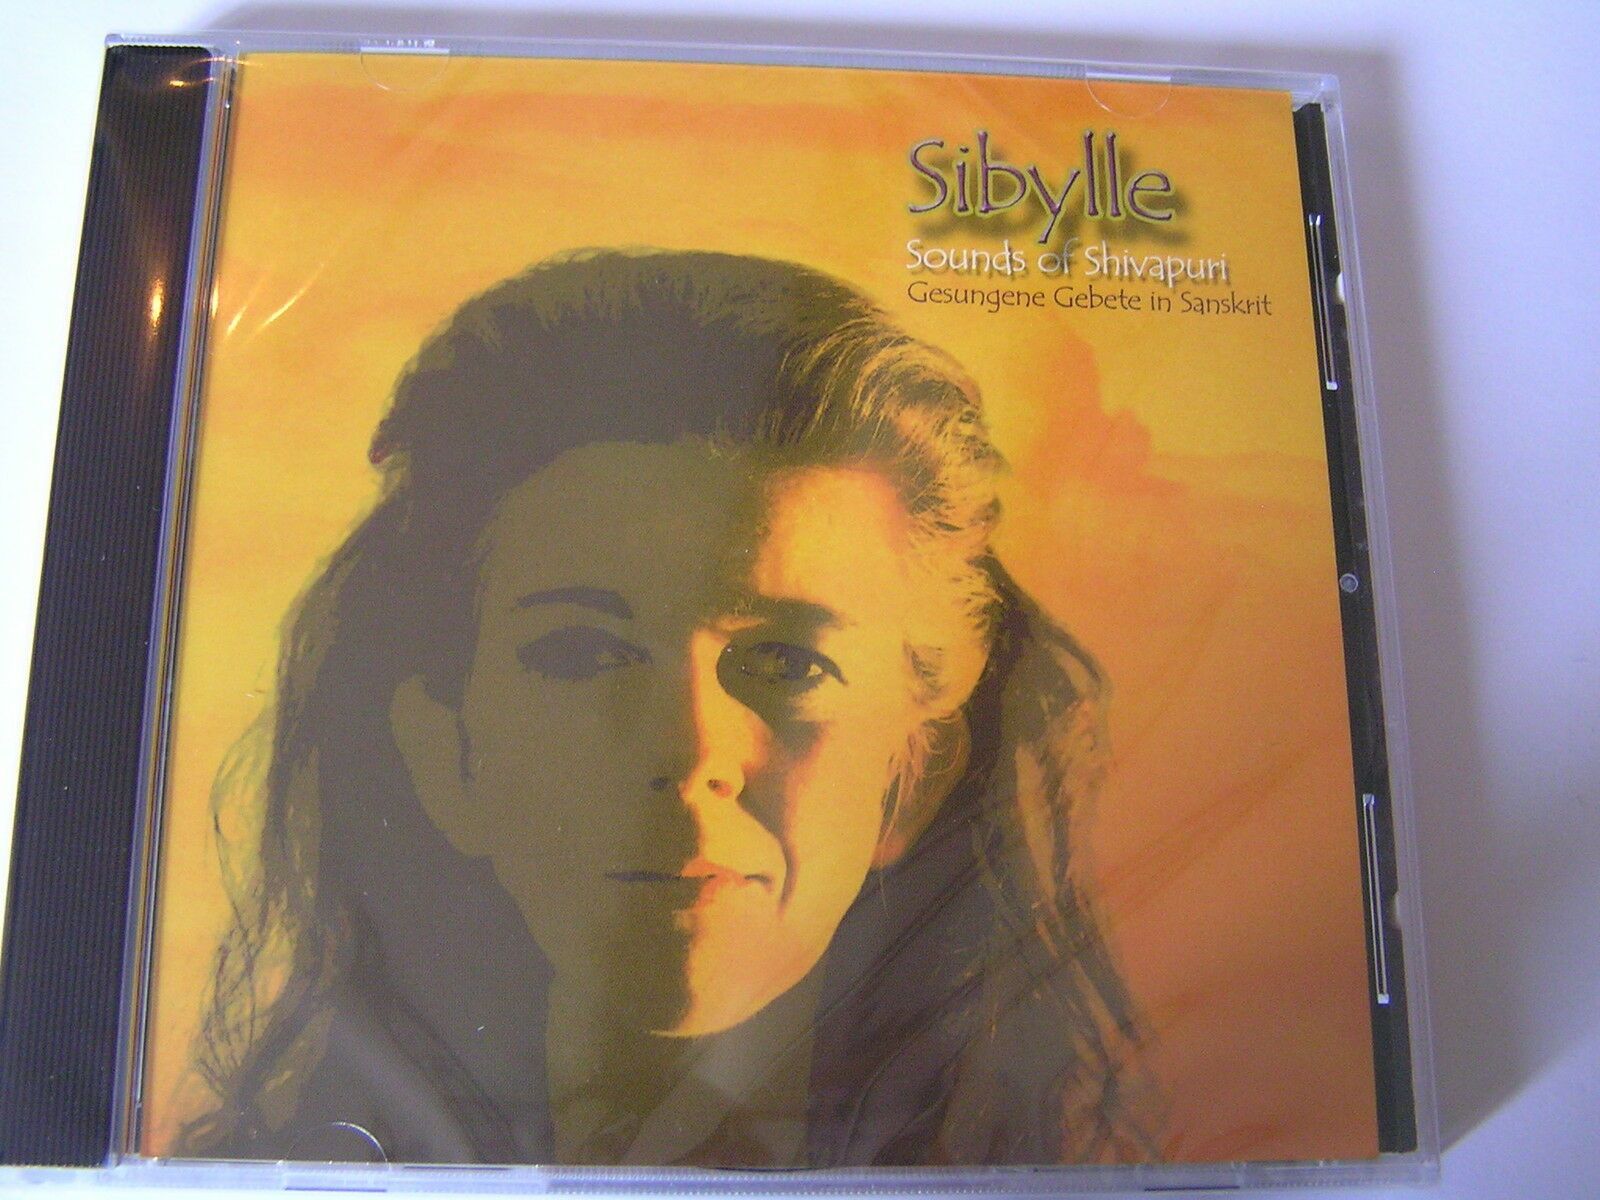 Sibylle
Sounds of Shivapuri
Gesungene Gebete in Sanskrit